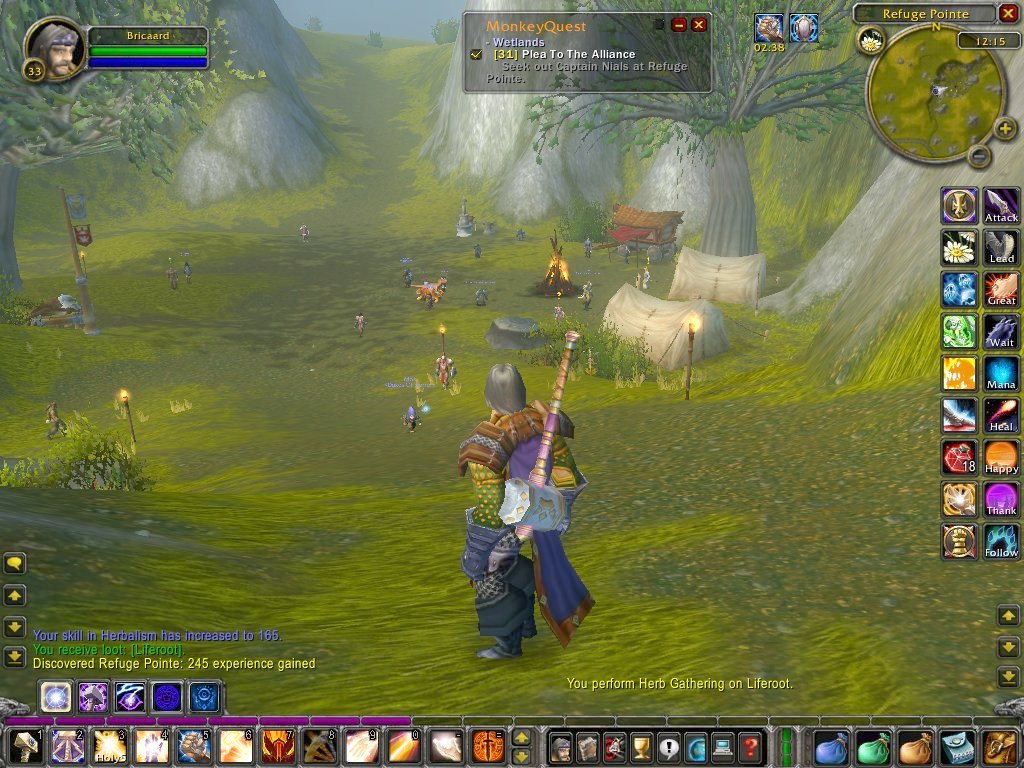 Bricaard
33
MonkeyQuest
- Wetlands
[31] Plea To The Alliance
Seek out Captain Nials at Refuge
Pointe.
02:38
Refuge Pointe
N
12:15
Attack
Lead
Great
Wait
Mana
Heal
18
Happy
Thank
Follow
Your skill in Herbalism has increased to 165.
You receive loot: [Liferoot].
Discovered Refuge Pointe: 245 experience gained
You perform Herb Gathering on Liferoot.
1 2 3 4 5 6 7 8 9 0 - =
Holy5